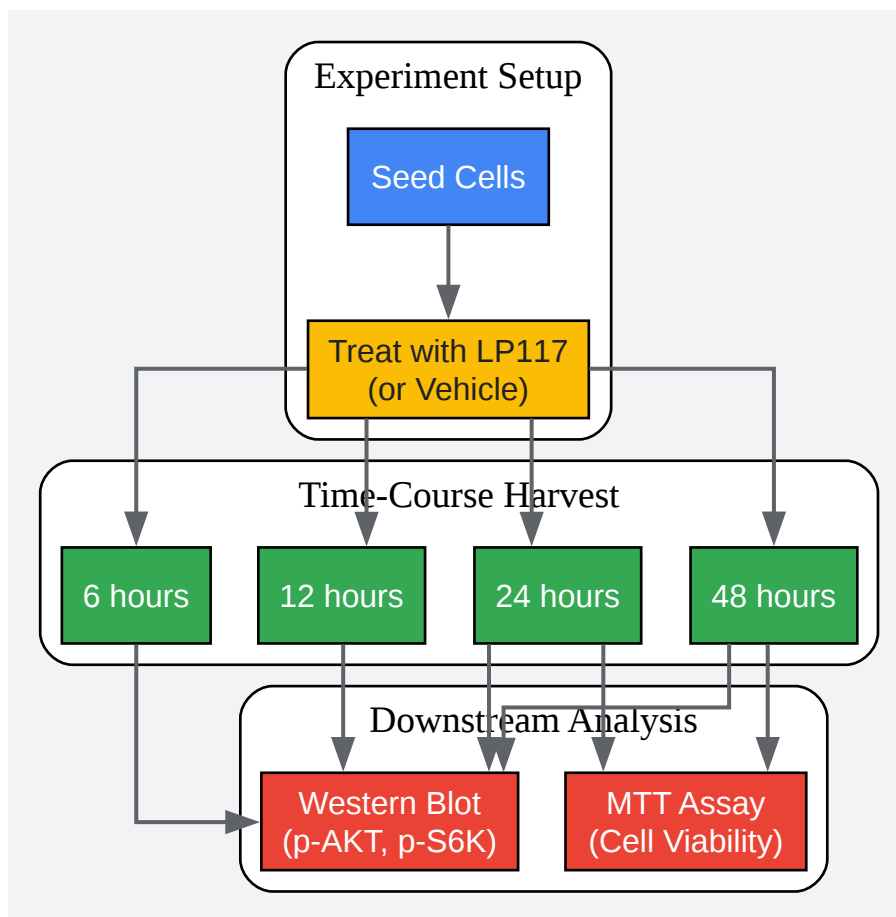 Experiment Setup
Seed Cells
Treat with LP117
(or Vehicle)
Time-Course Harvest
6 hours
12 hours
24 hours
48 hours
Downstream Analysis
Western Blot
(p-AKT, p-S6K)
MTT Assay
(Cell Viability)